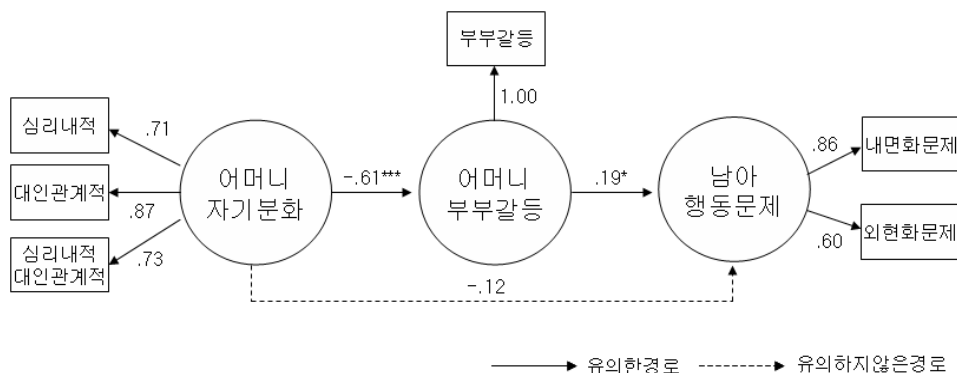 부부갈등
1.00
심리내적
.71
대인관계적
.87
심리내적
대인관계적
.73
어머니
자기분화
-.61***
어머니
부부갈등
.19*
남아
행동문제
.86
내면화문제
.60
외현화문제
-.12
유의한경로
유의하지않은경로